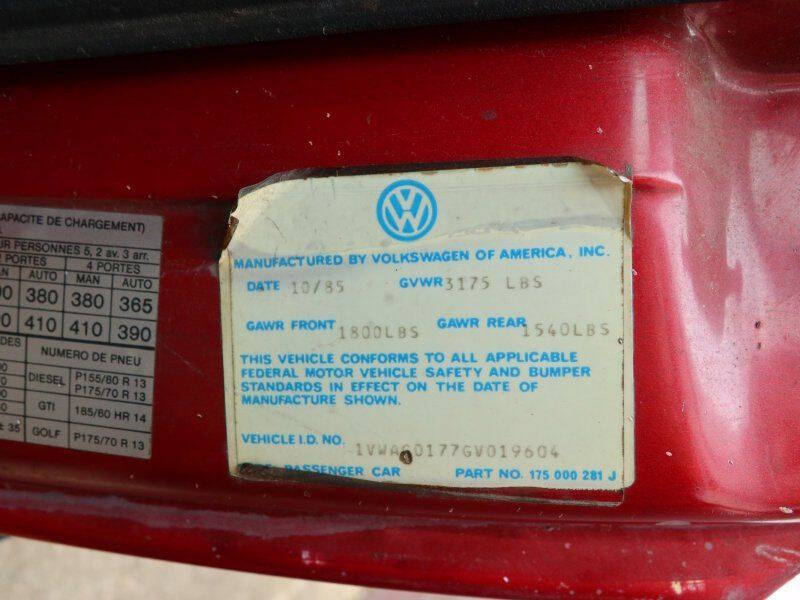 CAPACITE DE CHARGEMENT)
UR PERSONNES 5, 2 av. 3 arr.
PORTES 4 PORTES
AN AUTO MAN AUTO
380 380 365
410 410 390
DES NUMERO DE PNEU
DIESEL P155/80 R 13
P175/70 R 13
GTI 185/60 HR 14
± 35 GOLF P175/70 R 13
VW
MANUFACTURED BY VOLKSWAGEN OF AMERICA, INC.
DATE 10/85 GVWR 3175 LBS
GAWR FRONT 1800LBS GAWR REAR 1540LBS
THIS VEHICLE CONFORMS TO ALL APPLICABLE
FEDERAL MOTOR VEHICLE SAFETY AND BUMPER
STANDARDS IN EFFECT ON THE DATE OF
MANUFACTURE SHOWN.
VEHICLE I.D. NO. 1VWAG0177GV019604
PASSENGER CAR PART NO. 175 000 281 J